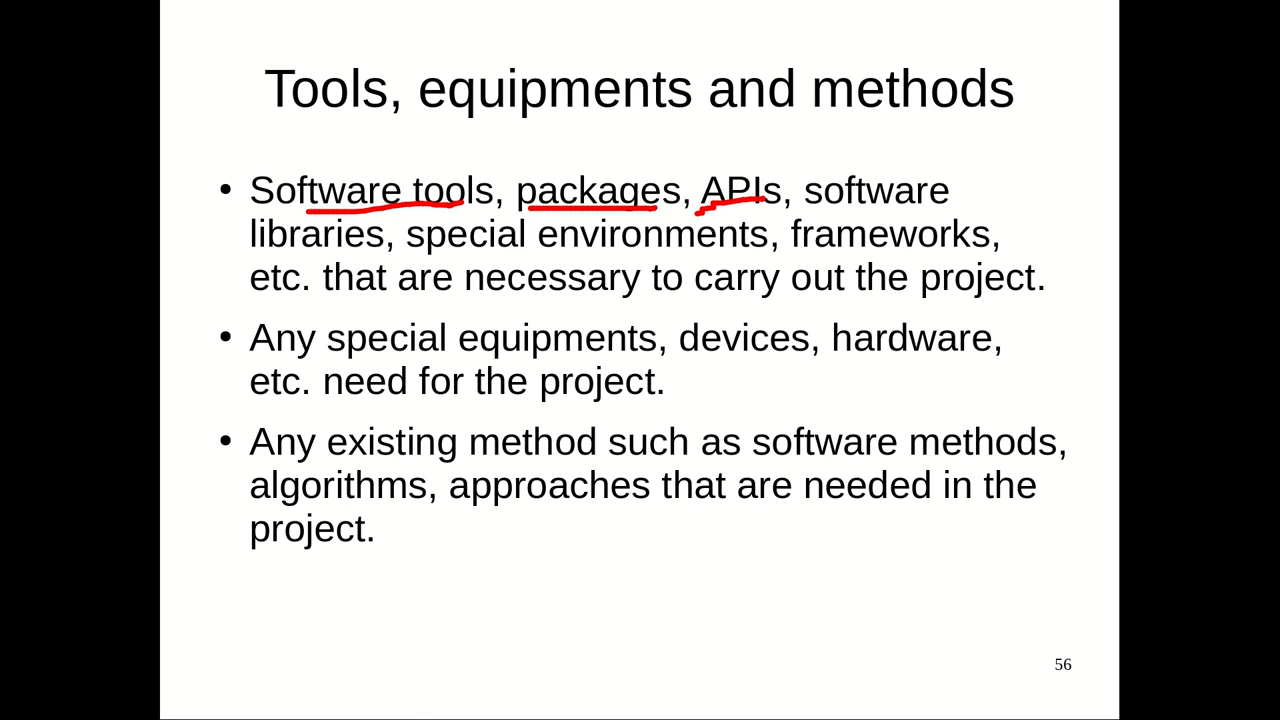 Tools, equipments and methods
• Software tools, packages, APIs, software
libraries, special environments, frameworks,
etc. that are necessary to carry out the project.
• Any special equipments, devices, hardware,
etc. need for the project.
• Any existing method such as software methods,
algorithms, approaches that are needed in the
project.
56